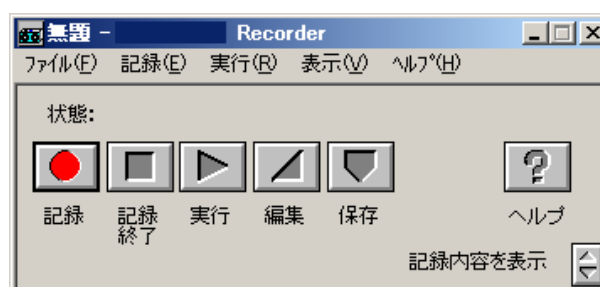 無題 - Recorder
ﾌｧｲﾙ(F) 記録(E) 実行(R) 表示(V) ﾍﾙﾌﾟ(H)
状態:
記録 記録終了 実行 編集 保存 ヘルプ
記録内容を表示